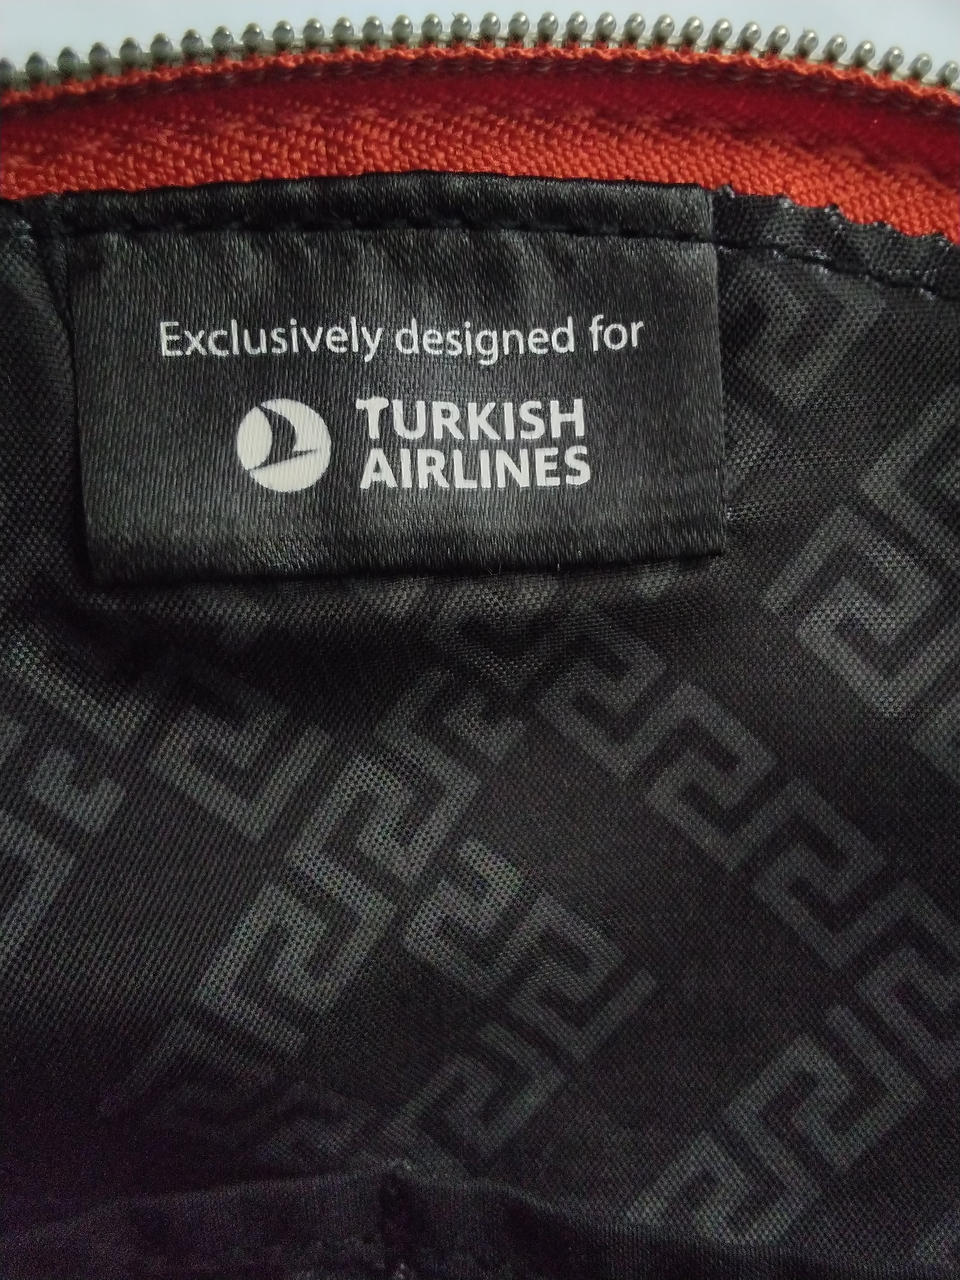 Exclusively designed for
TURKISH
AIRLINES